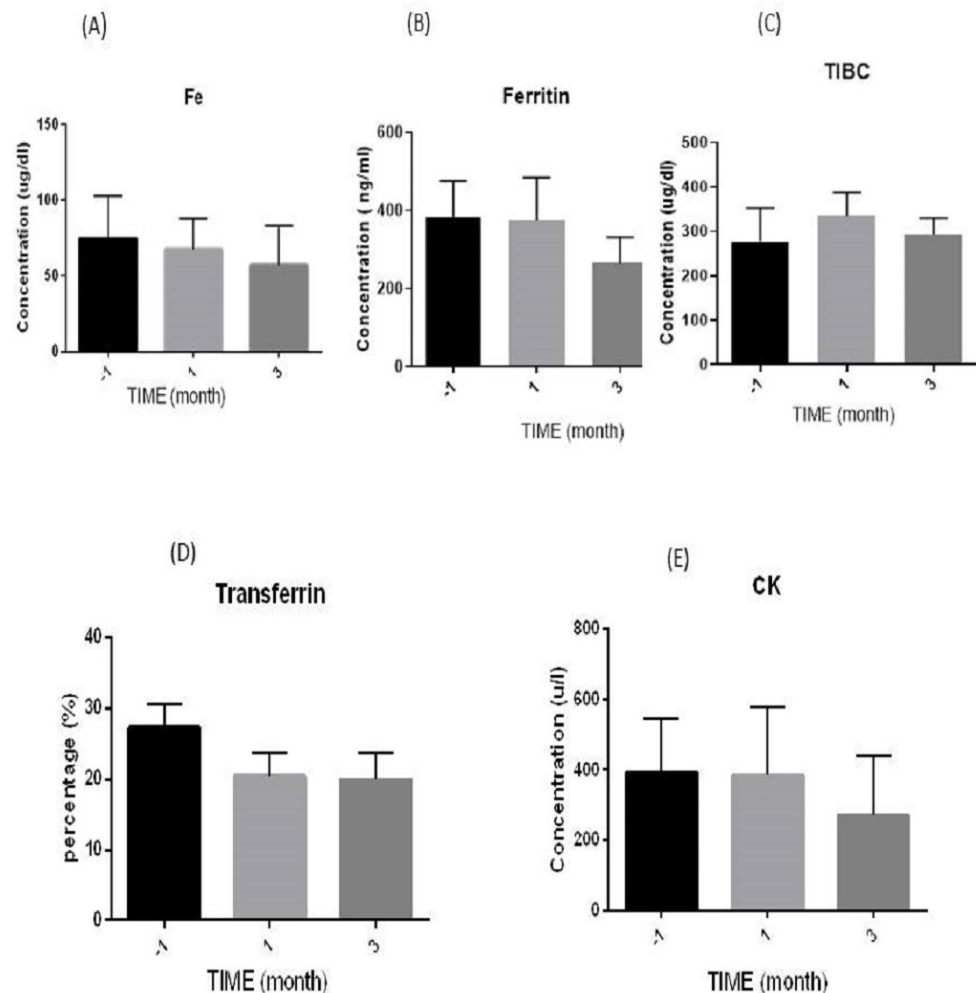 (A)
Fe
Concentration (ug/dl)
150
100
50
0
-1 1 3
TIME (month)
(B)
Ferritin
Concentration ( ng/ml)
600
400
200
0
-1 1 3
TIME (month)
(C)
TIBC
Concentration (ug/dl)
500
400
300
200
100
0
-1 1 3
TIME (month)
(D)
Transferrin
percentage (%)
40
30
20
10
0
-1 1 3
TIME (month)
(E)
CK
Concentration (u/l)
800
600
400
200
0
-1 1 3
TIME (month)